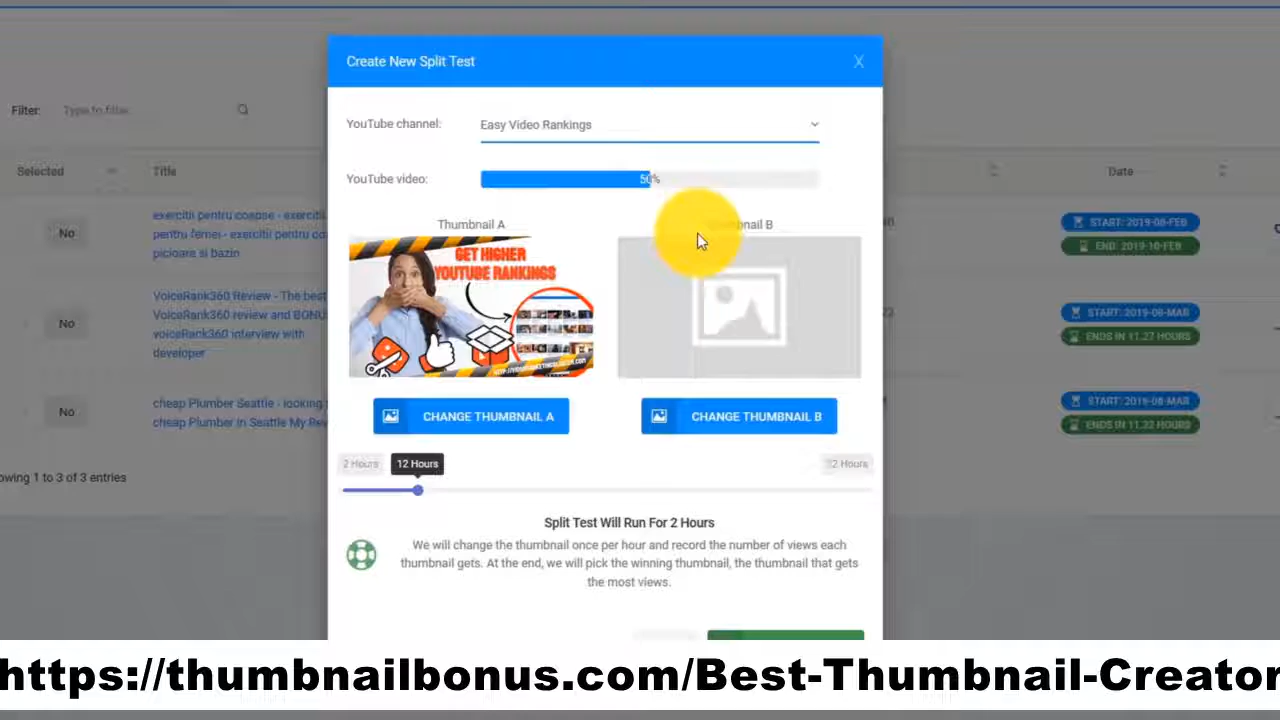 Create New Split Test
X
Filter:
Type to filter
YouTube channel:
Easy Video Rankings
Selected
Title
Date
YouTube video:
50%
No
exercitii pentru coapse - exercitii
pentru femei - exercitii pentru co
picioare si bazin
START: 2019-08-FEB
END: 2019-10-FEB
Thumbnail A
nbnail B
GET HIGHER
YOUTUBE RANKINGS
No
VoiceRank360 Review - The best
VoiceRank360 review and BONU
voiceRank360 interview with
developer
START: 2019-08-MAR
ENDS IN 11.27 HOURS
No
cheap Plumber Seattle - looking
cheap Plumber in Seattle My Rev
START: 2019-08-MAR
ENDS IN 11.32 HOURS
CHANGE THUMBNAIL A
CHANGE THUMBNAIL B
2 Hours
12 Hours
Hours
owing 1 to 3 of 3 entries
Split Test Will Run For 2 Hours
We will change the thumbnail once per hour and record the number of views each
thumbnail gets. At the end, we will pick the winning thumbnail, the thumbnail that gets
the most views.
https://thumbnailbonus.com/Best-Thumbnail-Creator